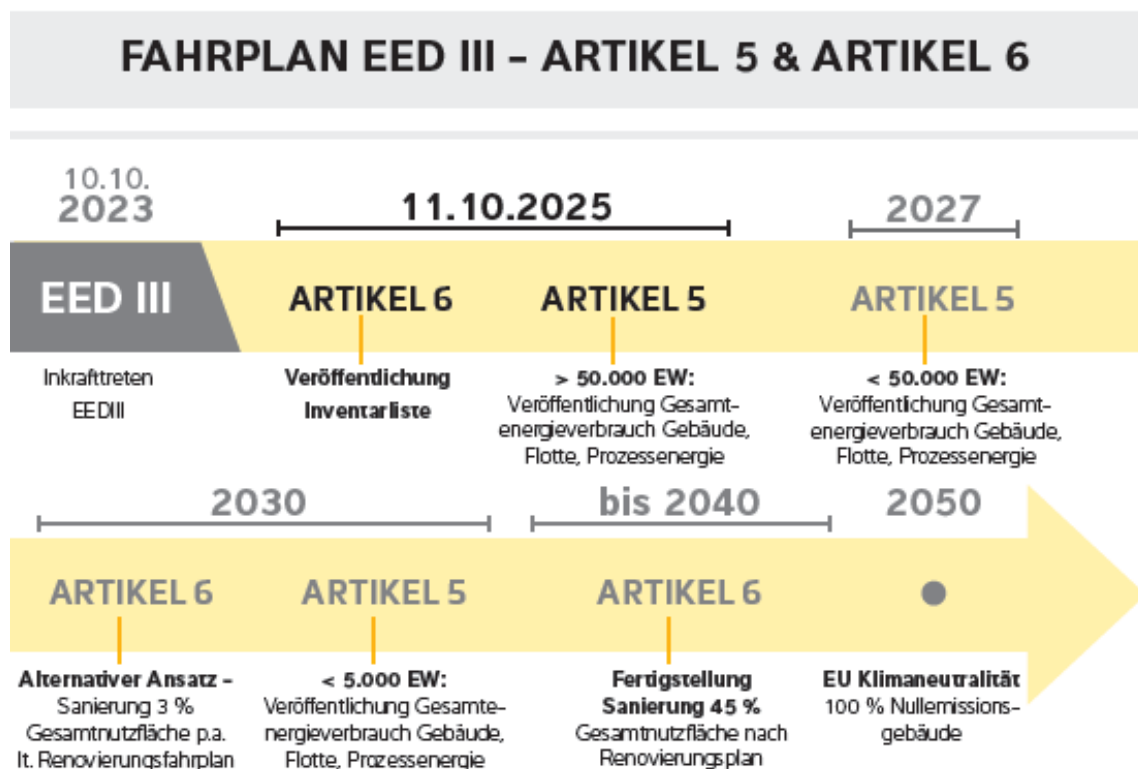 FAHRPLAN EED III – ARTIKEL 5 & ARTIKEL 6
10.10.
2023
11.10.2025
2027
EED III
ARTIKEL 6
ARTIKEL 5
ARTIKEL 5
Inkrafttreten
EEDIII
Veröffentlichung
Inventarliste
> 50.000 EW:
Veröffentlichung Gesamt-
energieverbrauch Gebäude,
Flotte, Prozessenergie
< 50.000 EW:
Veröffentlichung Gesamt-
energieverbrauch Gebäude,
Flotte, Prozessenergie
2030
bis 2040
2050
ARTIKEL 6
ARTIKEL 5
ARTIKEL 6
Alternativer Ansatz –
Sanierung 3 %
Gesamtnutzfläche p.a.
lt. Renovierungsfahrplan
< 5.000 EW:
Veröffentlichung Gesamte-
nergieverbrauch Gebäude,
Flotte, Prozessenergie
Fertigstellung
Sanierung 45 %
Gesamtnutzfläche nach
Renovierungsplan
EU Klimaneutralität
100 % Nullemissions-
gebäude